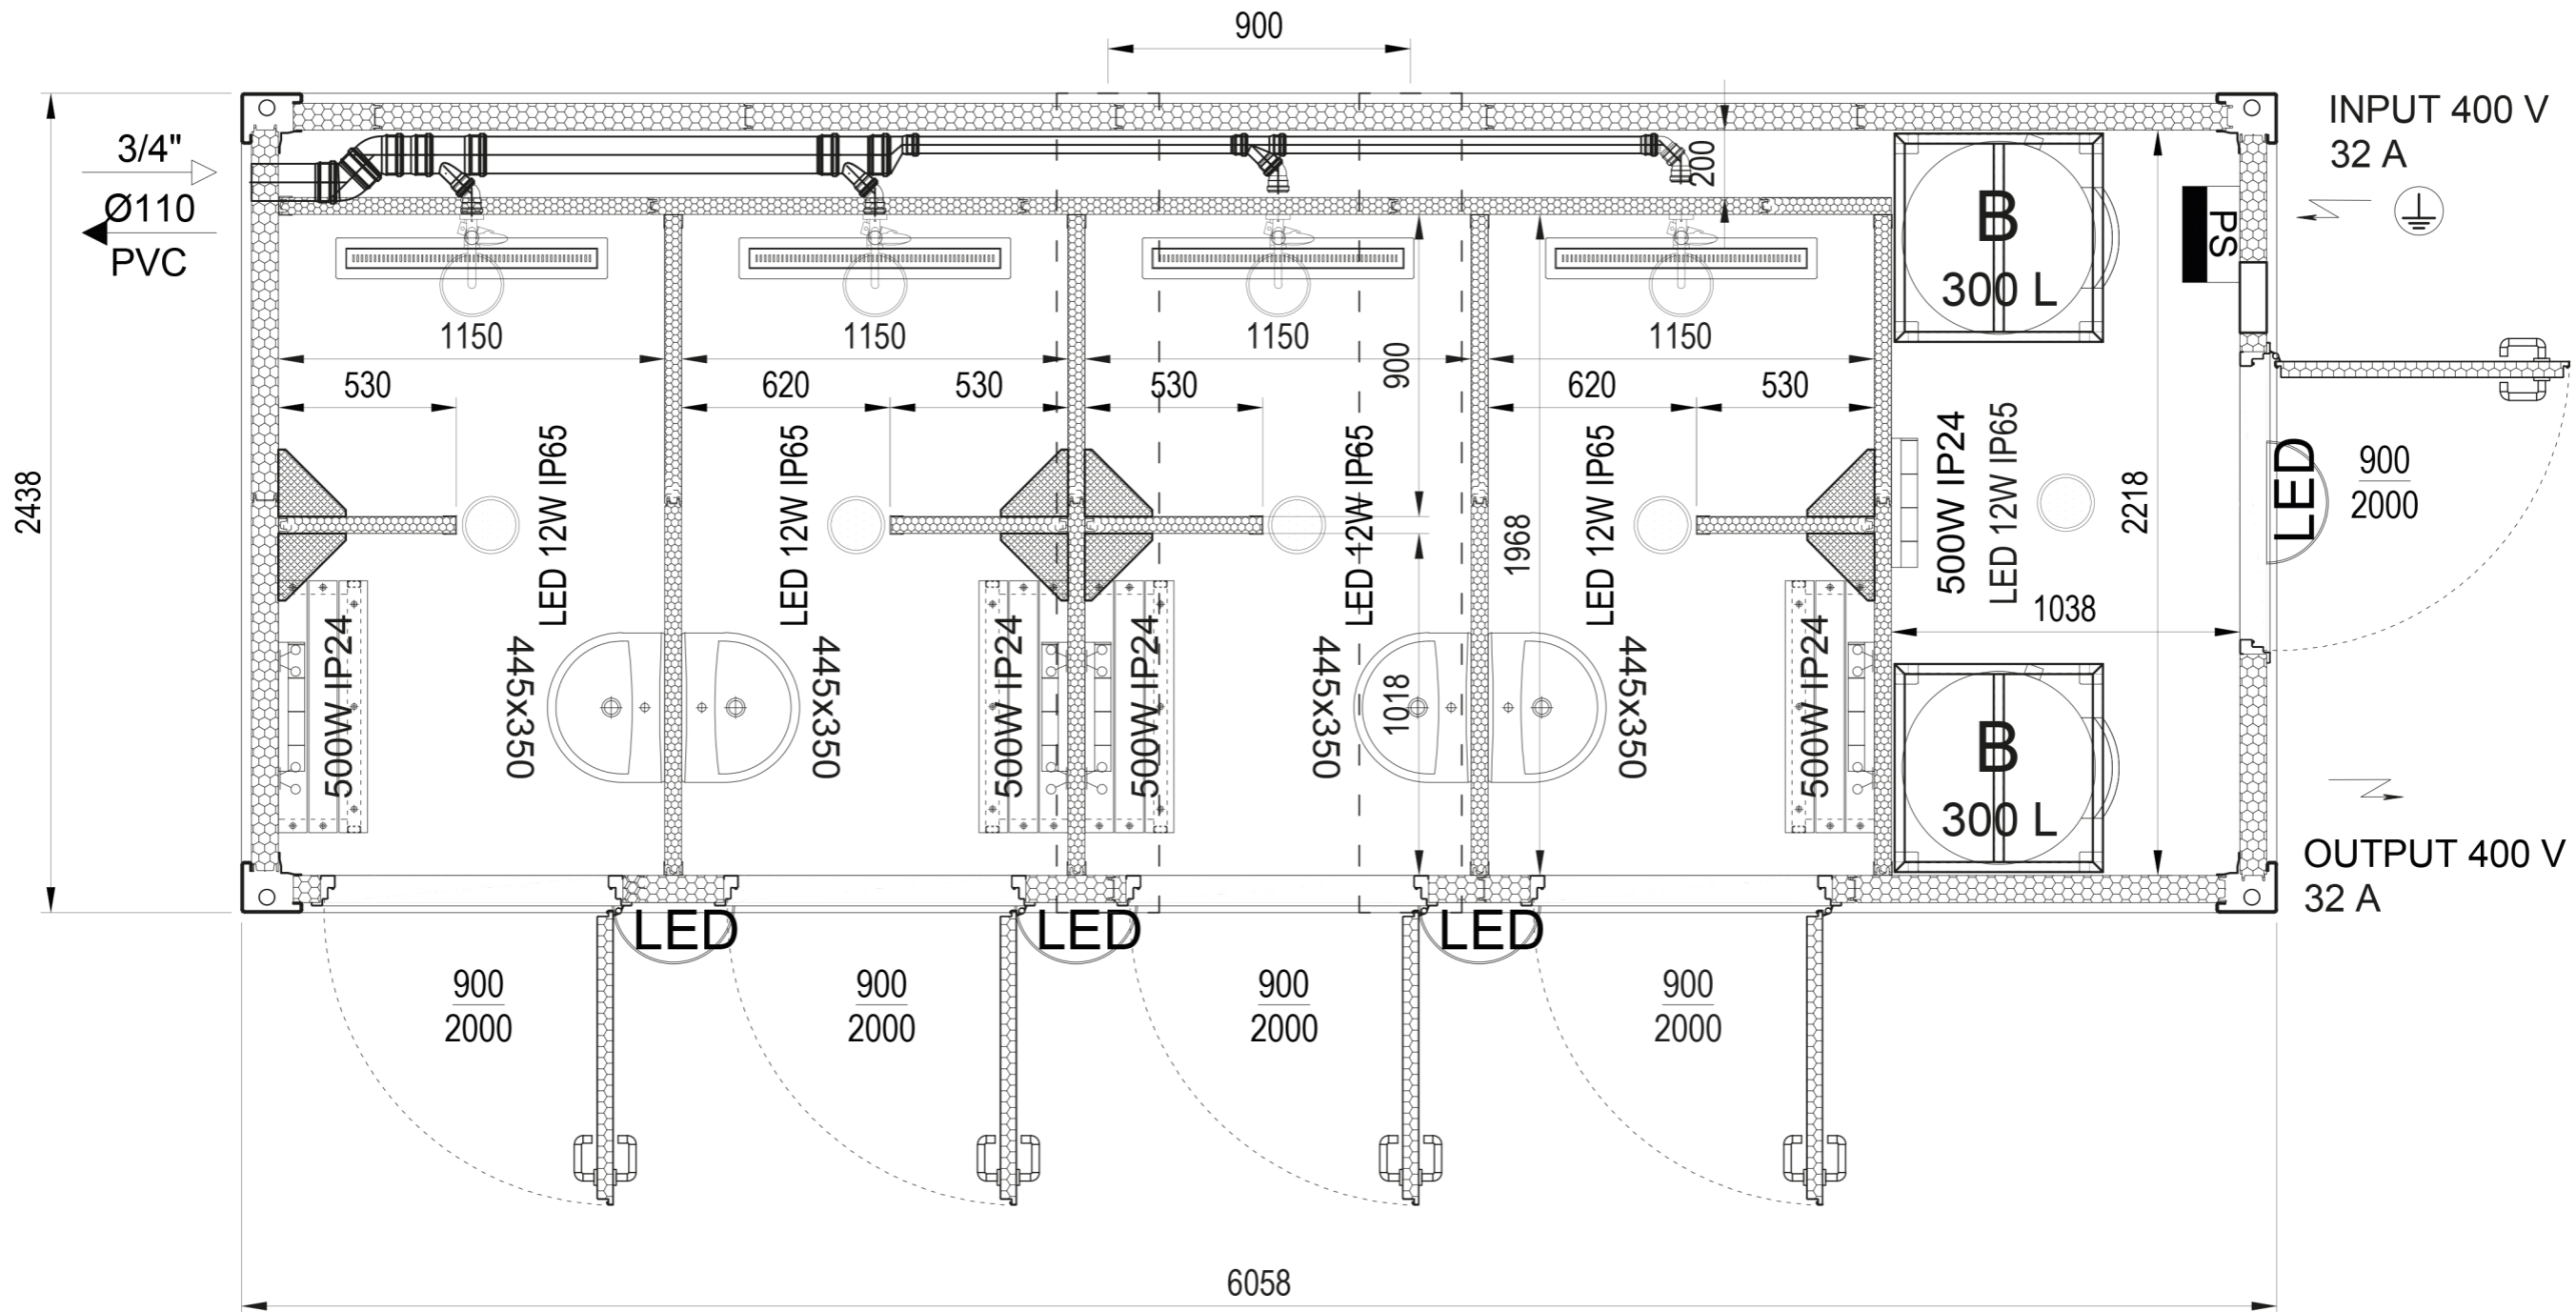 900
INPUT 400 V
32 A
3/4"
Ø110
PVC
200
B
300 L
PS
1150
1150
1150
1150
530
620
530
530
900
620
530
2438
LED 12W IP65
LED 12W IP65
LED 12W IP65
LED 12W IP65
1968
500W IP24
LED 12W IP65
2218
LED
900
2000
1038
500W IP24
445x350
445x350
500W IP24
500W IP24
445x350
1018
445x350
500W IP24
B
300 L
OUTPUT 400 V
32 A
LED
LED
LED
900
2000
900
2000
900
2000
900
2000
6058